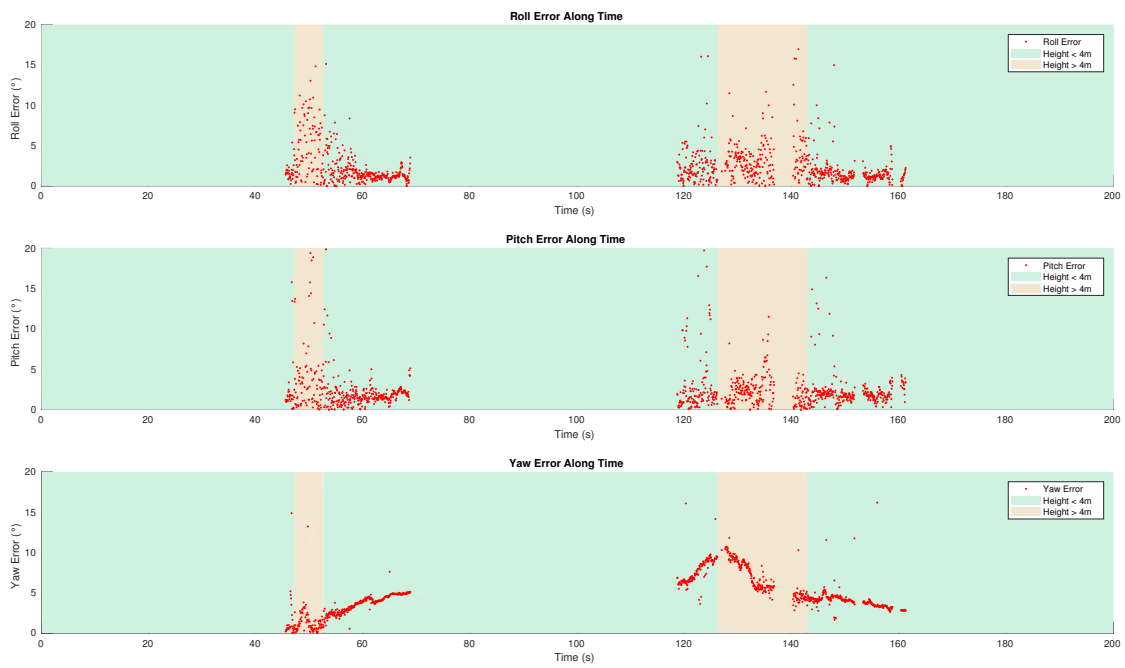 Roll Error Along Time
20
15
10
5
0
Roll Error (°)
Roll Error
Height < 4m
Height > 4m
0 20 40 60 80 100 120 140 160 180 200
Time (s)
Pitch Error Along Time
20
15
10
5
0
Pitch Error (°)
Pitch Error
Height < 4m
Height > 4m
0 20 40 60 80 100 120 140 160 180 200
Time (s)
Yaw Error Along Time
20
15
10
5
0
Yaw Error (°)
Yaw Error
Height < 4m
Height > 4m
0 20 40 60 80 100 120 140 160 180 200
Time (s)